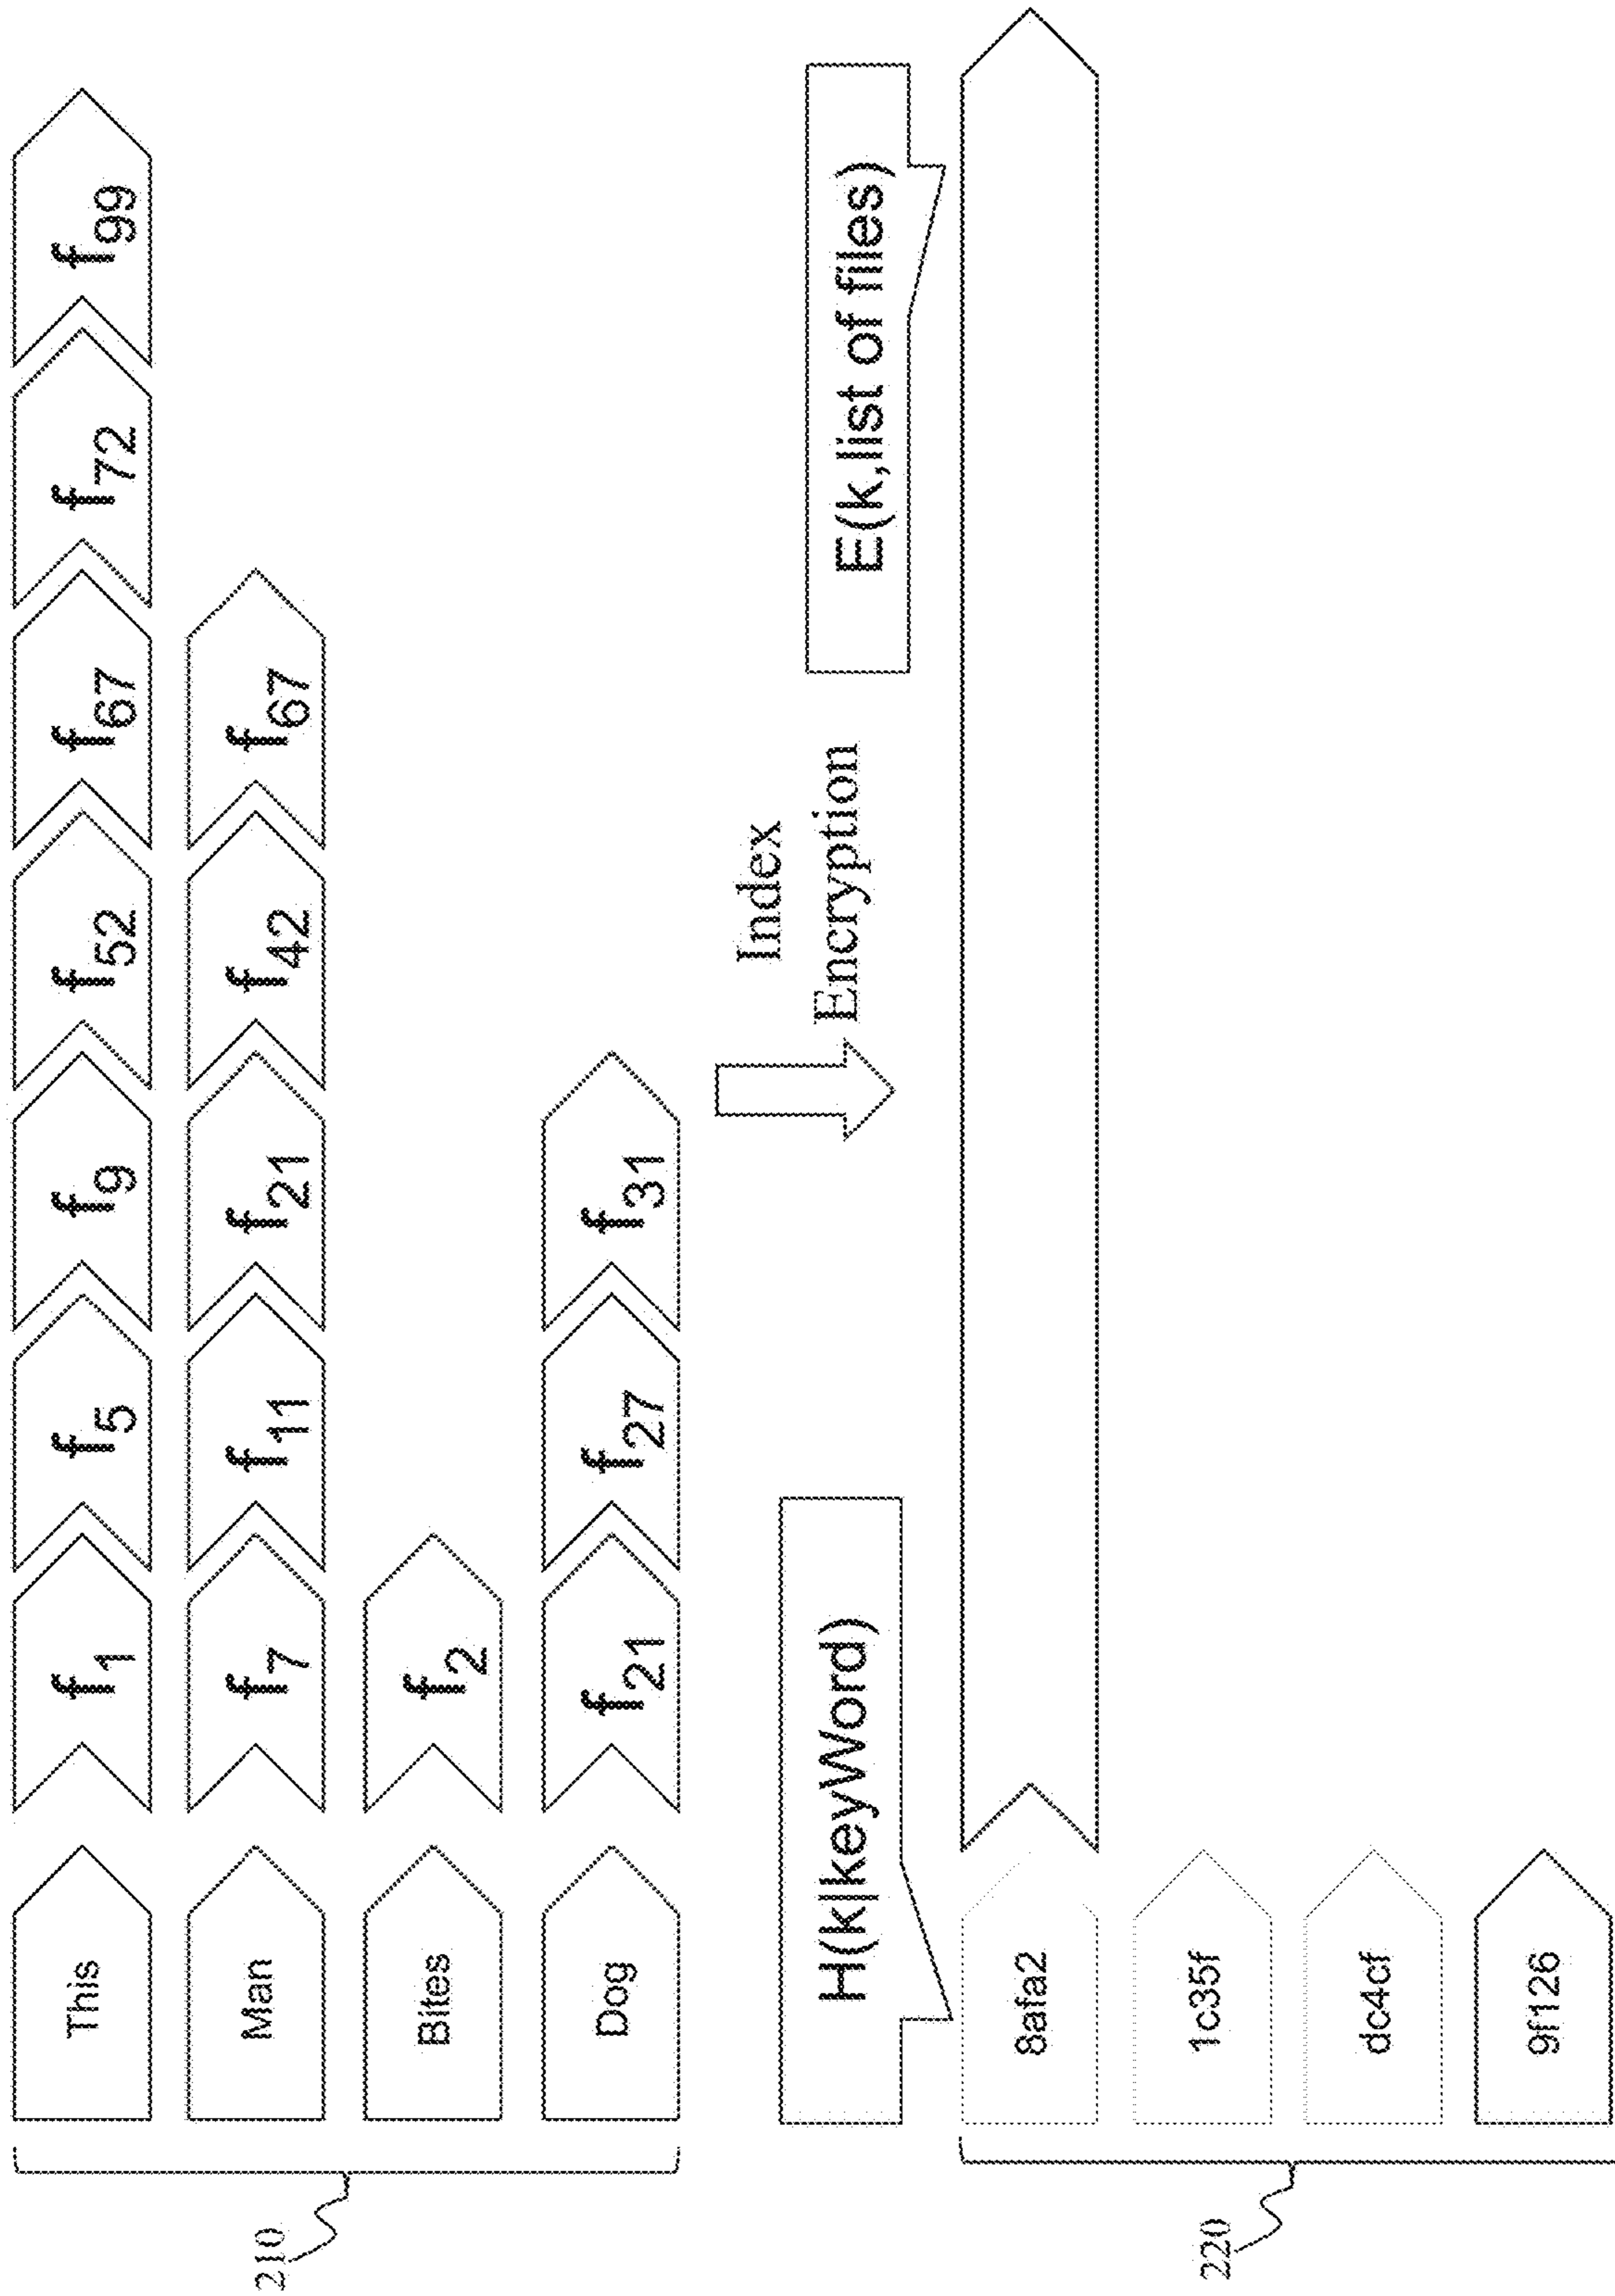 This f1 f5 f9 f52 f67 f72 f99
Man f7 f11 f21 f42 f67
Bites f2
Dog f21 f27 f31
210
Index
Encryption
H(k|keyWord)
E(k,list of files)
8afa2
1c35f
dc4cf
9f126
220